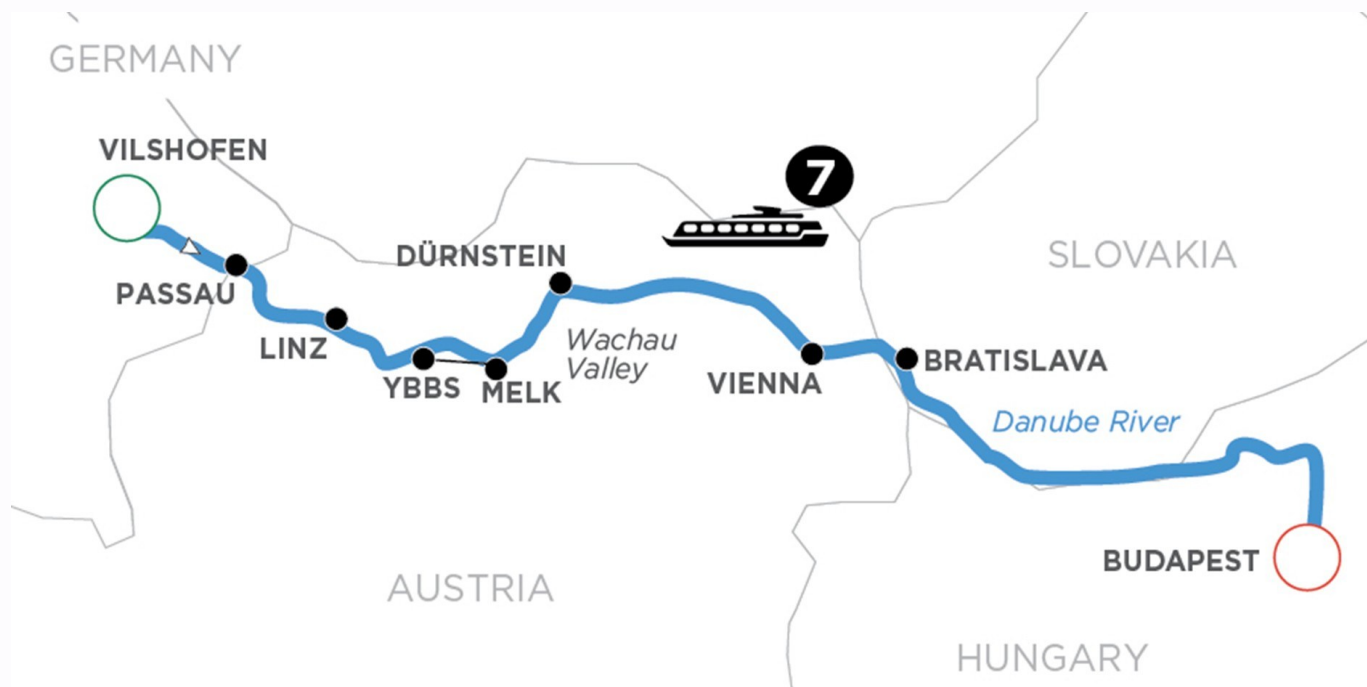 GERMANY
VILSHOFEN
7
DÜRNSTEIN
SLOVAKIA
PASSAU
LINZ
Wachau
Valley
YBBS
MELK
VIENNA
BRATISLAVA
Danube River
BUDAPEST
AUSTRIA
HUNGARY